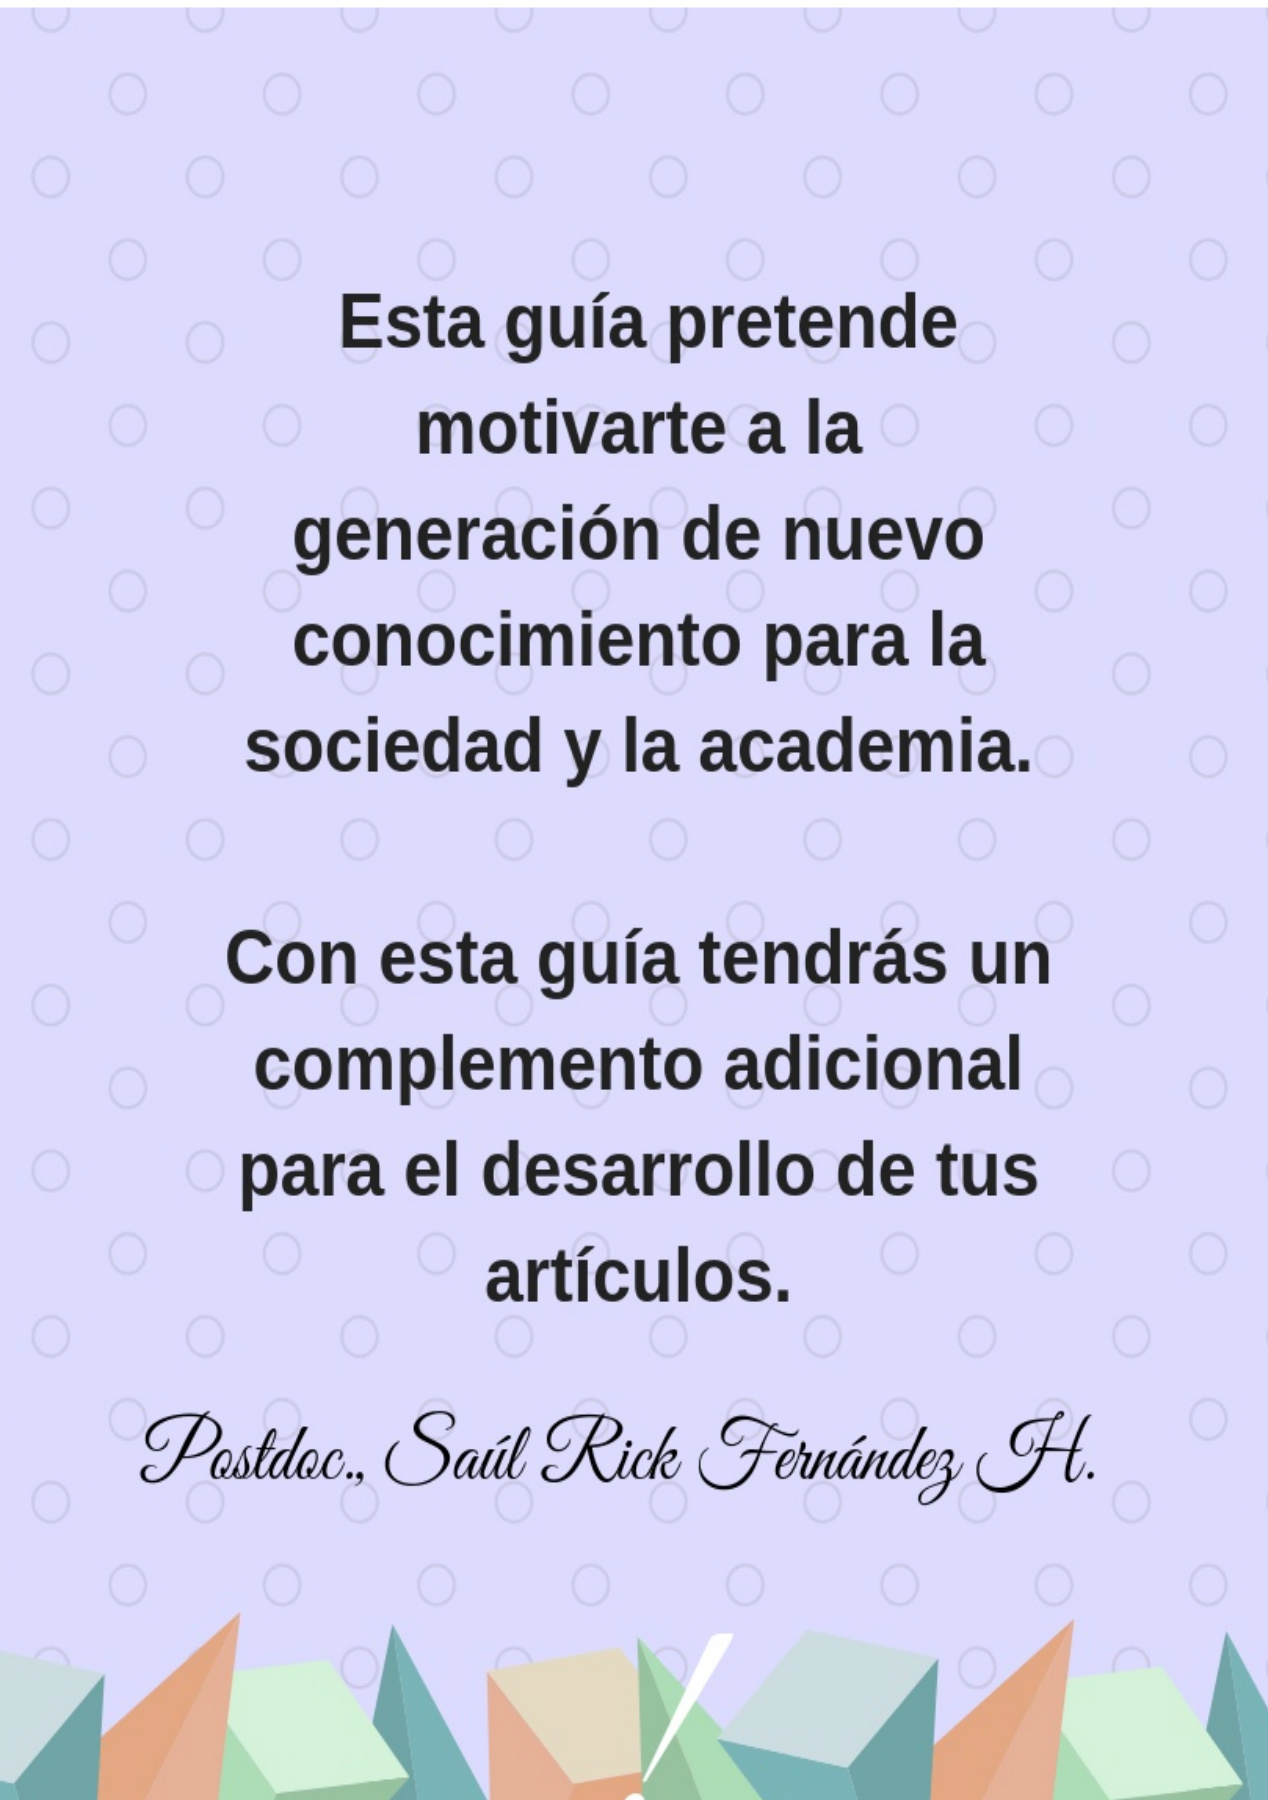 Esta guía pretende
motivarte a la
generación de nuevo
conocimiento para la
sociedad y la academia.
Con esta guía tendrás un
complemento adicional
para el desarrollo de tus
artículos.
Postdoc., Saúl Rick Fernández H.